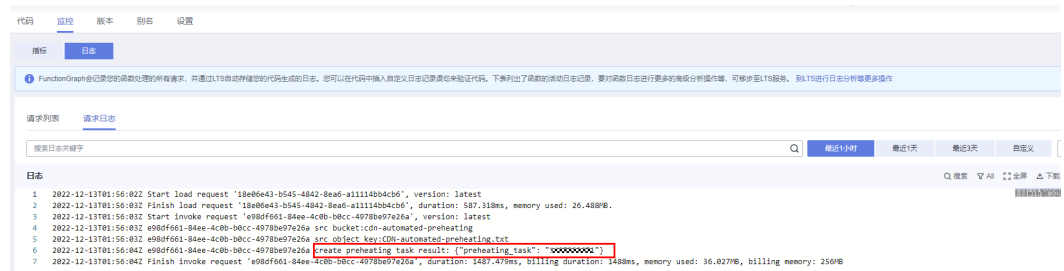 代码 监控 版本 别名 设置
指标 日志
FunctionGraph会记录您的函数处理的所有请求，并通过LTS自动存储您的代码生成的日志。您可以在代码中插入自定义日志记录语句来验证代码。下表列出了函数的活动日志记录，要对函数日志进行更多的高级分析操作等，可移步至LTS服务。 到LTS进行日志分析等更多操作
请求列表 请求日志
搜索日志关键字 最近1小时 最近1天 最近3天 自定义
日志 搜索 All 全屏 下载
1 2022-12-13T01:56:02Z Start load request '18e06e43-b545-4842-8ea6-a11114bb4cb6', version: latest
2 2022-12-13T01:56:03Z Finish load request '18e06e43-b545-4842-8ea6-a11114bb4cb6', duration: 587.318ms, memory used: 26.488MB.
3 2022-12-13T01:56:03Z Start invoke request 'e98df661-84ee-4c0b-b0cc-4978be97e26a', version: latest
4 2022-12-13T01:56:03Z e98df661-84ee-4c0b-b0cc-4978be97e26a src bucket:cdn-automated-preheating
5 2022-12-13T01:56:03Z e98df661-84ee-4c0b-b0cc-4978be97e26a src object key:CDN-automated-preheating.txt
6 2022-12-13T01:56:03Z e98df661-84ee-4c0b-b0cc-4978be97e26a create preheating task result: {"preheating_task": " "}
7 2022-12-13T01:56:04Z Finish invoke request 'e98df661-84ee-4c0b-b0cc-4978be97e26a', duration: 1487.479ms, billing duration: 1488ms, memory used: 36.027MB, billing memory: 256MB